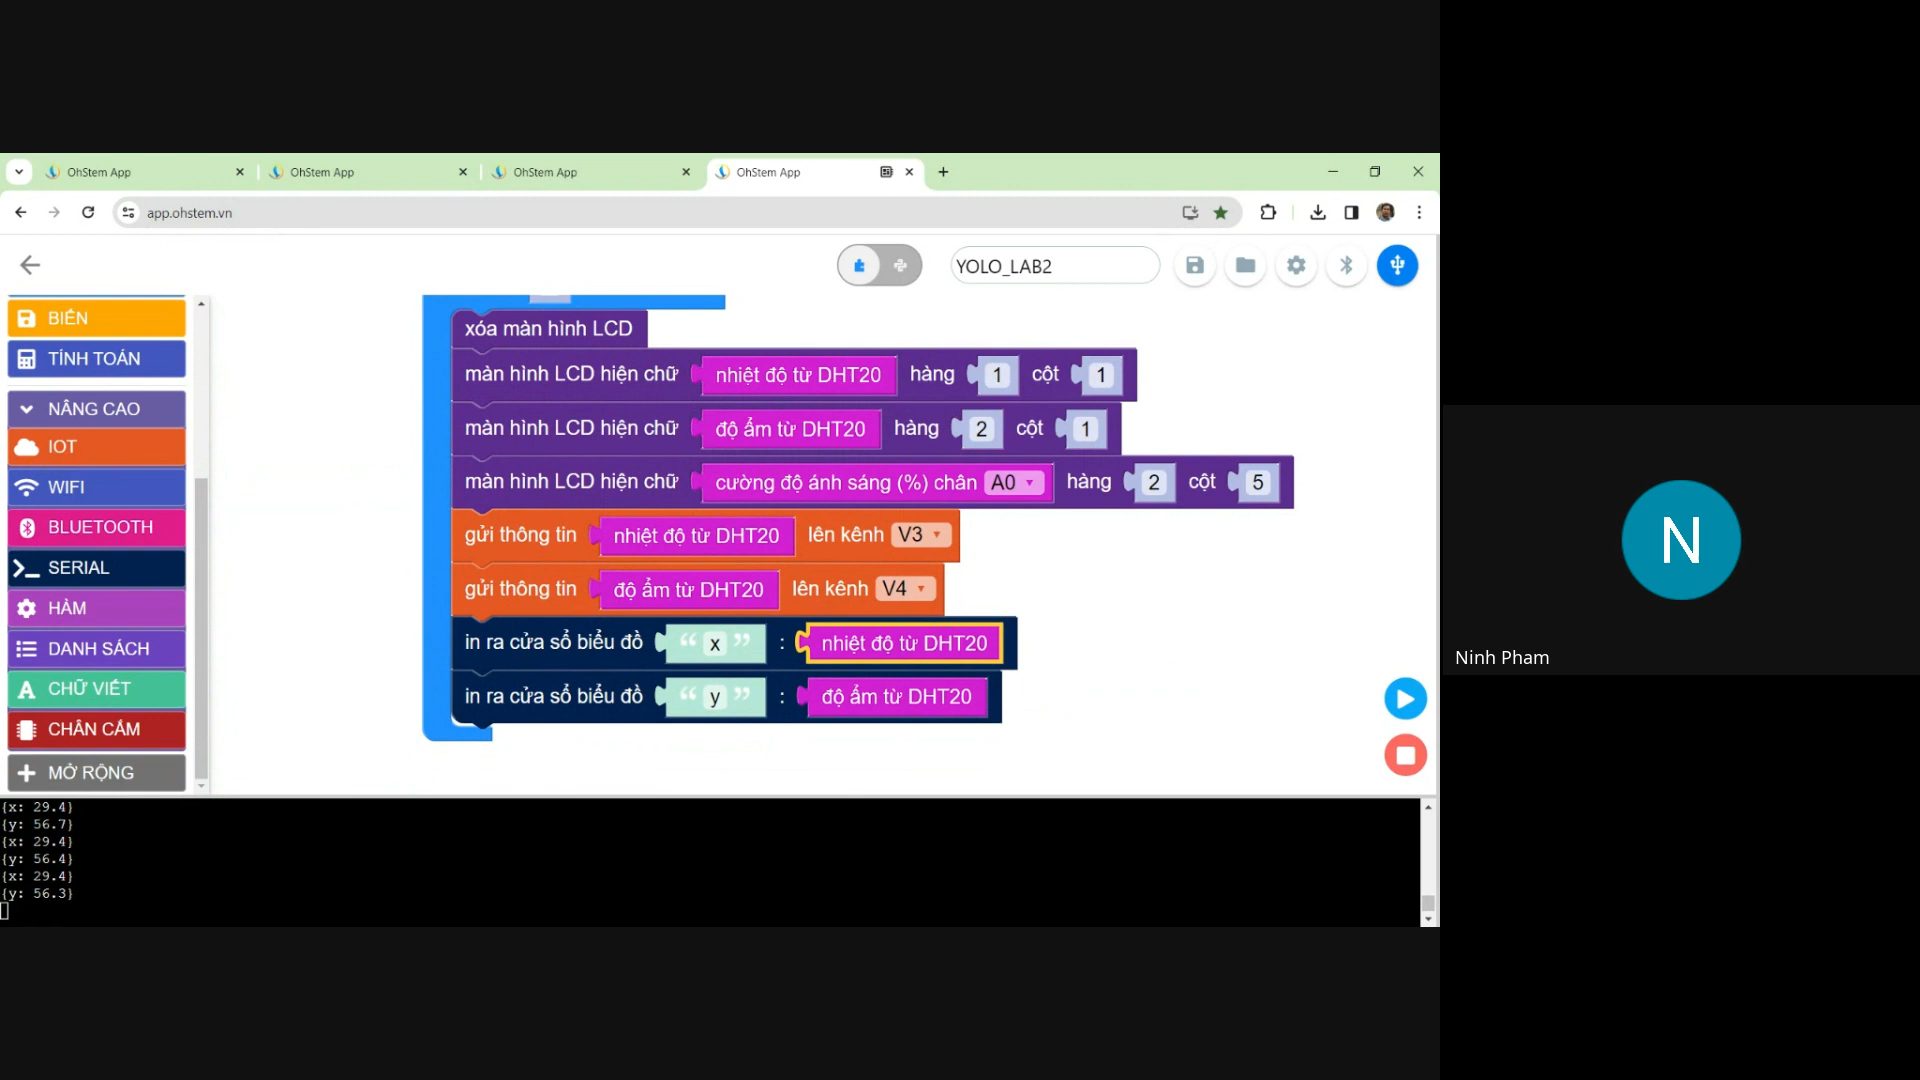 OhStem App
OhStem App
OhStem App
OhStem App
app.ohstem.vn
YOLO_LAB2
BIẾN
TÍNH TOÁN
NÂNG CAO
IOT
WIFI
BLUETOOTH
SERIAL
HÀM
DANH SÁCH
CHỮ VIẾT
CHÂN CẮM
MỞ RỘNG
xóa màn hình LCD
màn hình LCD hiện chữ nhiệt độ từ DHT20 hàng 1 cột 1
màn hình LCD hiện chữ độ ẩm từ DHT20 hàng 2 cột 1
màn hình LCD hiện chữ cường độ ánh sáng (%) chân A0 hàng 2 cột 5
gửi thông tin nhiệt độ từ DHT20 lên kênh V3
gửi thông tin độ ẩm từ DHT20 lên kênh V4
in ra cửa sổ biểu đồ “ x ” : nhiệt độ từ DHT20
in ra cửa sổ biểu đồ “ y ” : độ ẩm từ DHT20
{x: 29.4}
{y: 56.7}
{x: 29.4}
{y: 56.4}
{x: 29.4}
{y: 56.3}
N
Ninh Pham